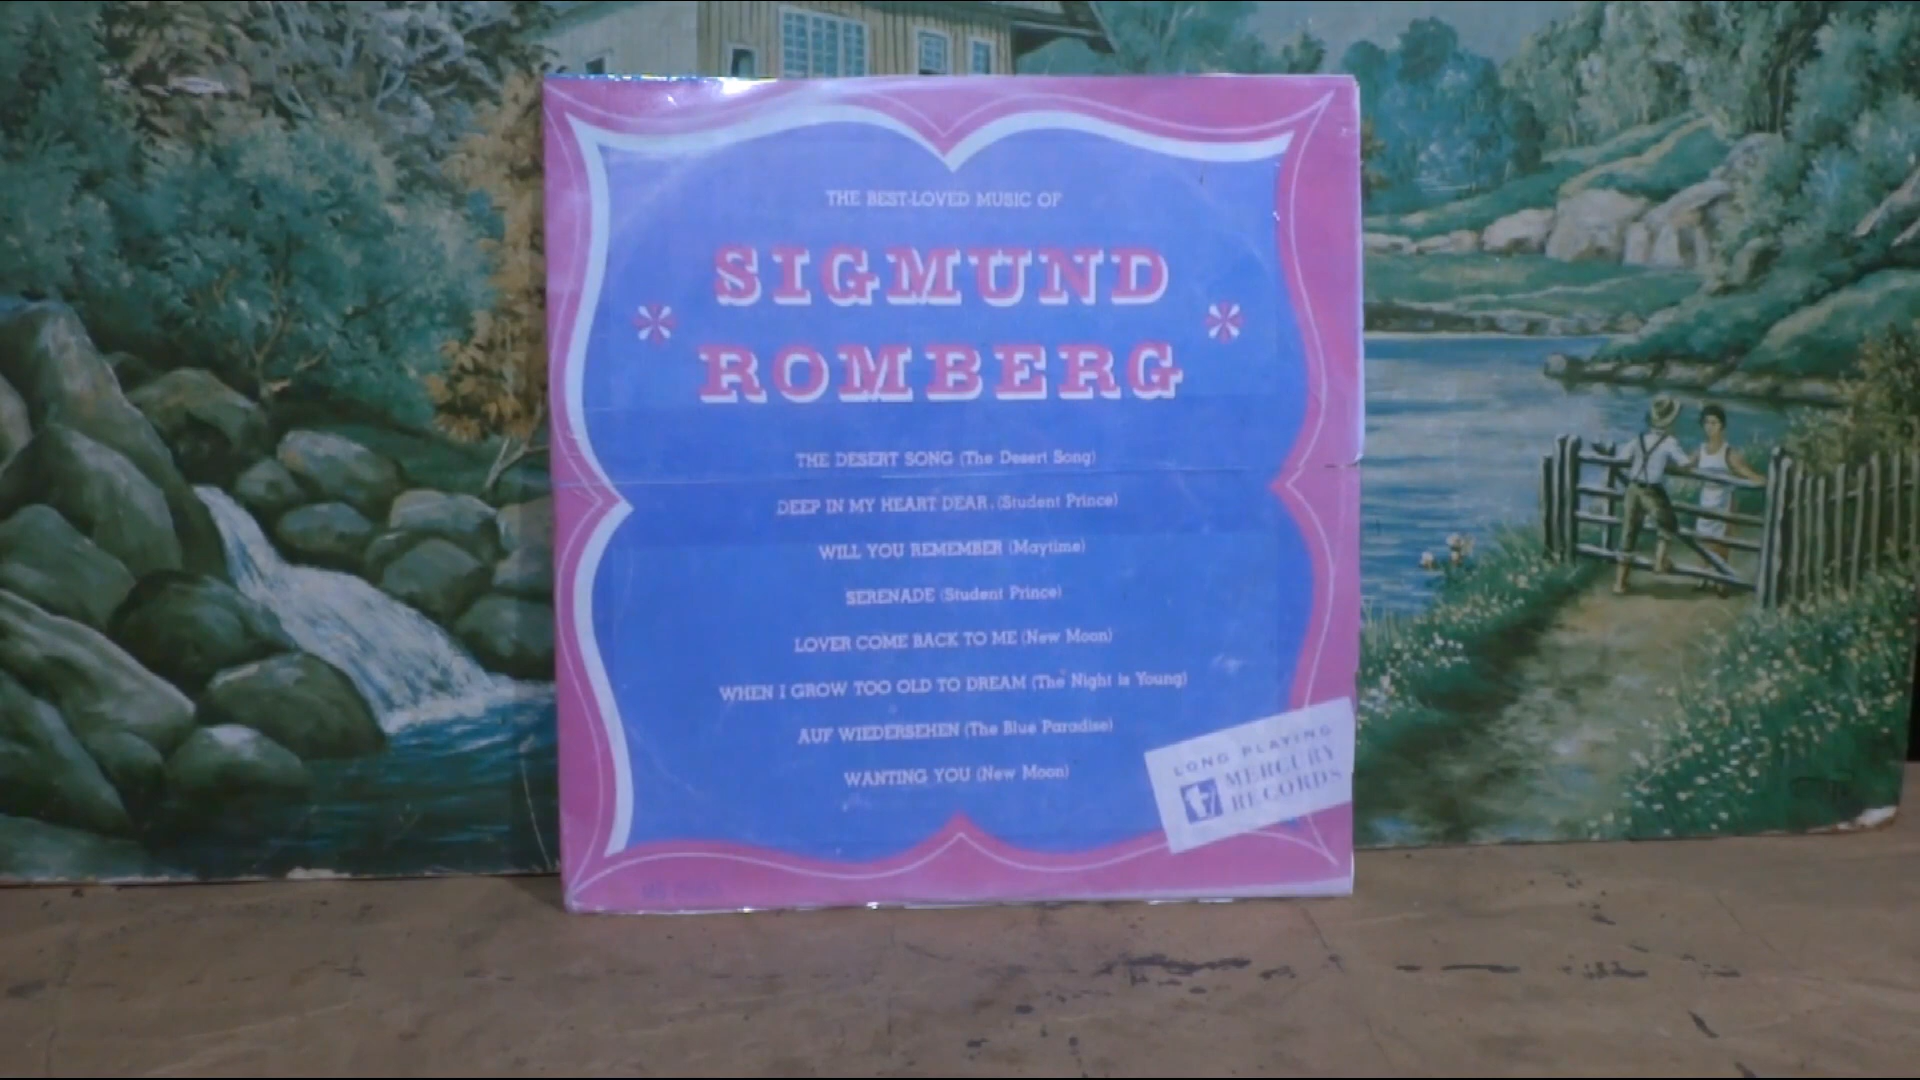 THE BEST-LOVED MUSIC OF
SIGMUND
ROMBERG
THE DESERT SONG (The Desert Song)
DEEP IN MY HEART DEAR. (Student Prince)
WILL YOU REMEMBER (Maytime)
SERENADE (Student Prince)
LOVER COME BACK TO ME (New Moon)
WHEN I GROW TOO OLD TO DREAM (The Night is Young)
AUF WIEDERSEHEN (The Blue Paradise)
WANTING YOU (New Moon)
LONG PLAYING
MERCURY
RECORDS